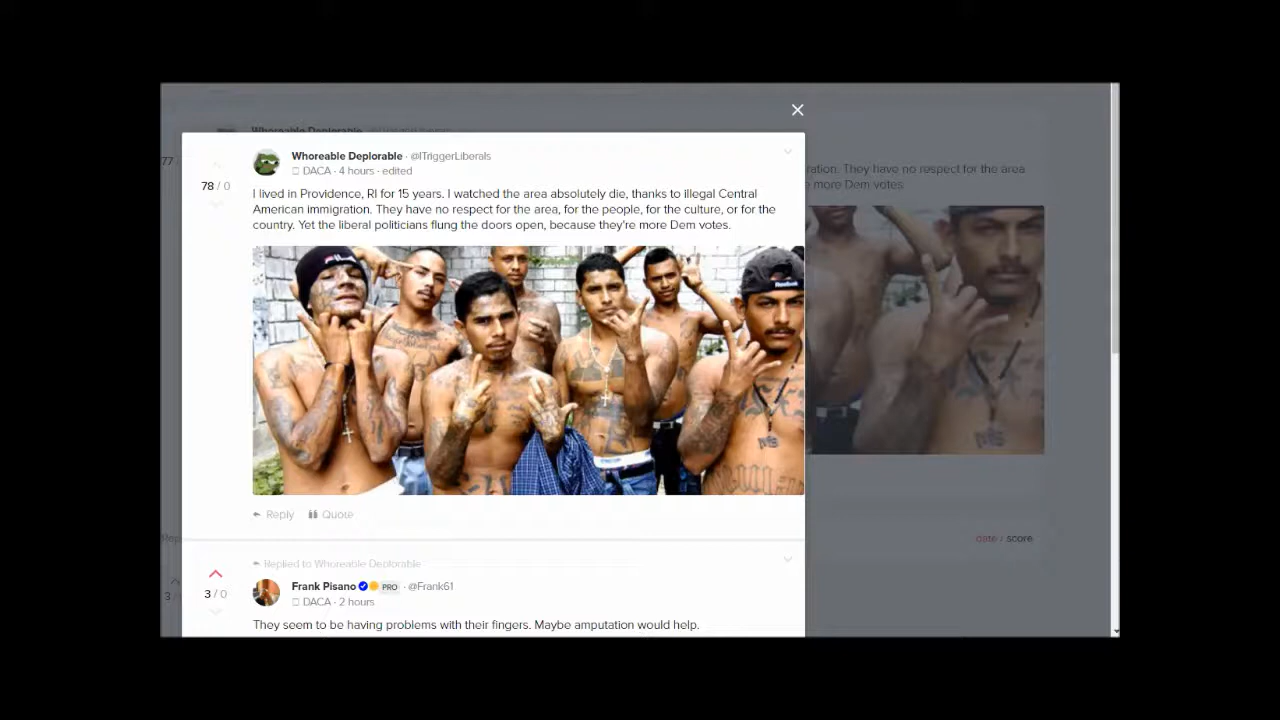 Whoreable Deplorable · @ITriggerLiberals
77
ration. They have no respect for the area
DACA · 4 hours · edited
78 / 0
e more Dem votes.
I lived in Providence, RI for 15 years. I watched the area absolutely die, thanks to illegal Central
American immigration. They have no respect for the area, for the people, for the culture, or for the
country. Yet the liberal politicians flung the doors open, because they're more Dem votes.
FILA
Reebok
Reply Quote
Rep
date / score
Replied to Whoreable Deplorable
Frank Pisano PRO · @Frank61
3 / 0
3 /
DACA · 2 hours
They seem to be having problems with their fingers. Maybe amputation would help.